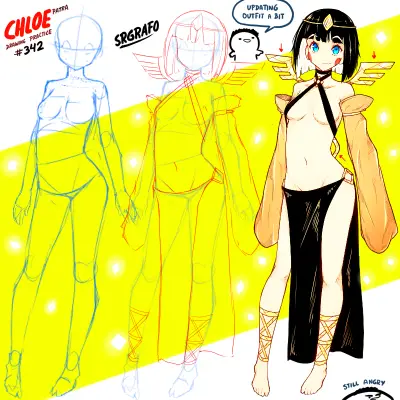 CHLOE PATRA
DRAWING PRACTICE
#342
SRGRAFO
UPDATING
OUTFIT A BIT
STILL ANGRY